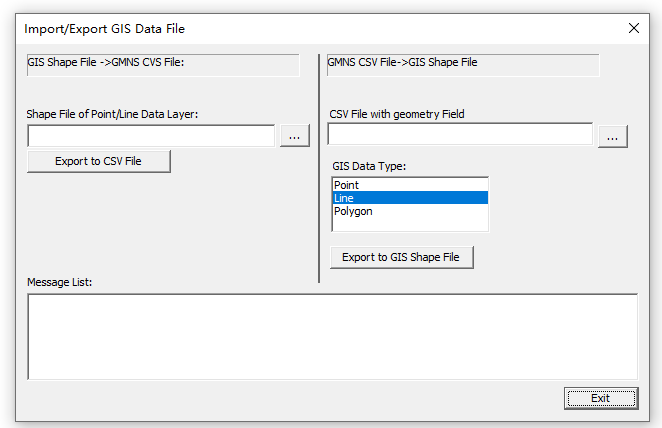 Import/Export GIS Data File
GIS Shape File ->GMNS CVS File:
Shape File of Point/Line Data Layer:
...
Export to CSV File
GMNS CSV File->GIS Shape File
CSV File with geometry Field
...
GIS Data Type:
Point
Line
Polygon
Export to GIS Shape File
Message List:
Exit